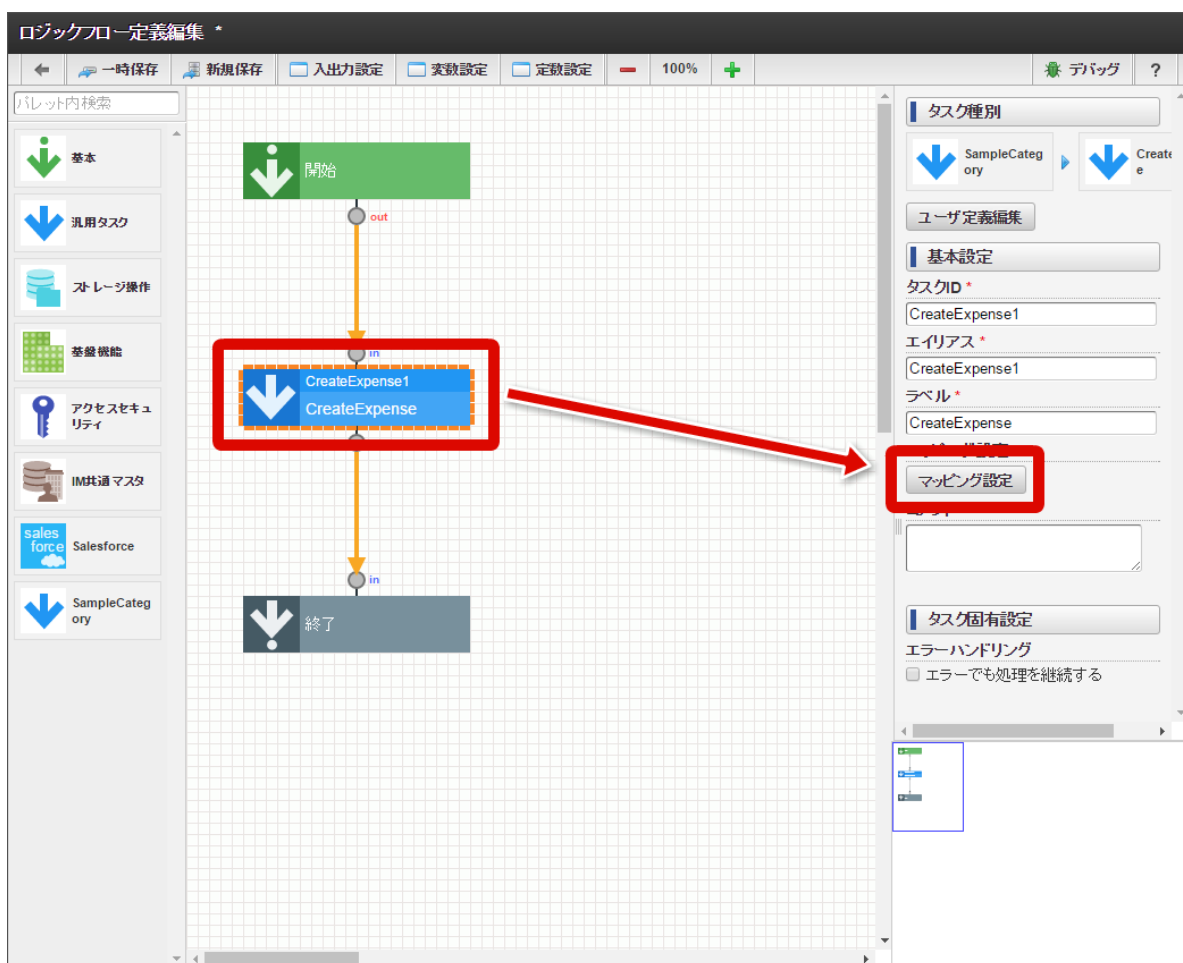 ロジックフロー定義編集 *
一時保存
新規保存
入出力設定
変数設定
定数設定
100%
デバッグ
?
パレット内検索
基本
汎用タスク
ストレージ操作
基盤機能
アクセスセキュ
リティ
IM共通マスタ
sales
force
Salesforce
SampleCateg
ory
開始
out
in
CreateExpense1
CreateExpense
in
終了
タスク種別
SampleCateg
ory
Create
e
ユーザ定義編集
基本設定
タスクID *
CreateExpense1
エイリアス *
CreateExpense1
ラベル *
CreateExpense
マッピング設定
タスク固有設定
エラーハンドリング
エラーでも処理を継続する